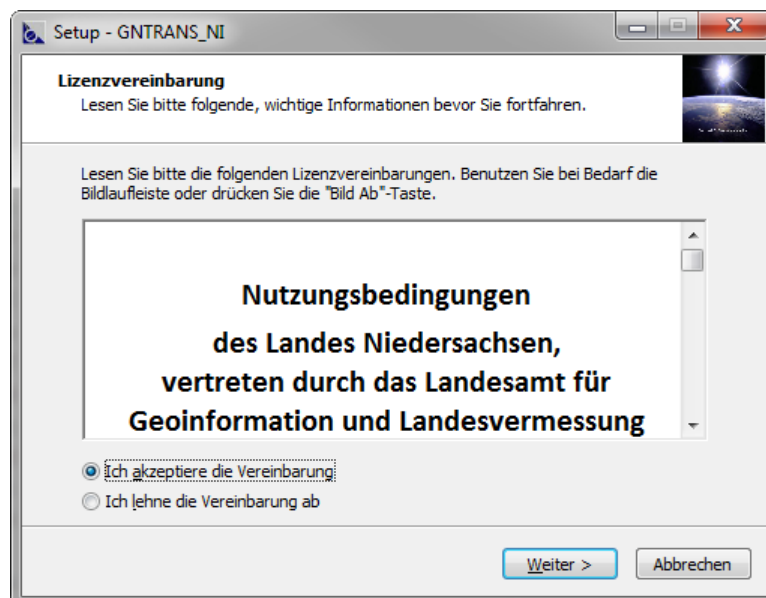 Setup - GNTRANS_NI
Lizenzvereinbarung
Lesen Sie bitte folgende, wichtige Informationen bevor Sie fortfahren.
Lesen Sie bitte die folgenden Lizenzvereinbarungen. Benutzen Sie bei Bedarf die
Bildlaufleiste oder drücken Sie die "Bild Ab"-Taste.
Nutzungsbedingungen
des Landes Niedersachsen,
vertreten durch das Landesamt für
Geoinformation und Landesvermessung
Ich akzeptiere die Vereinbarung
Ich lehne die Vereinbarung ab
Weiter >
Abbrechen